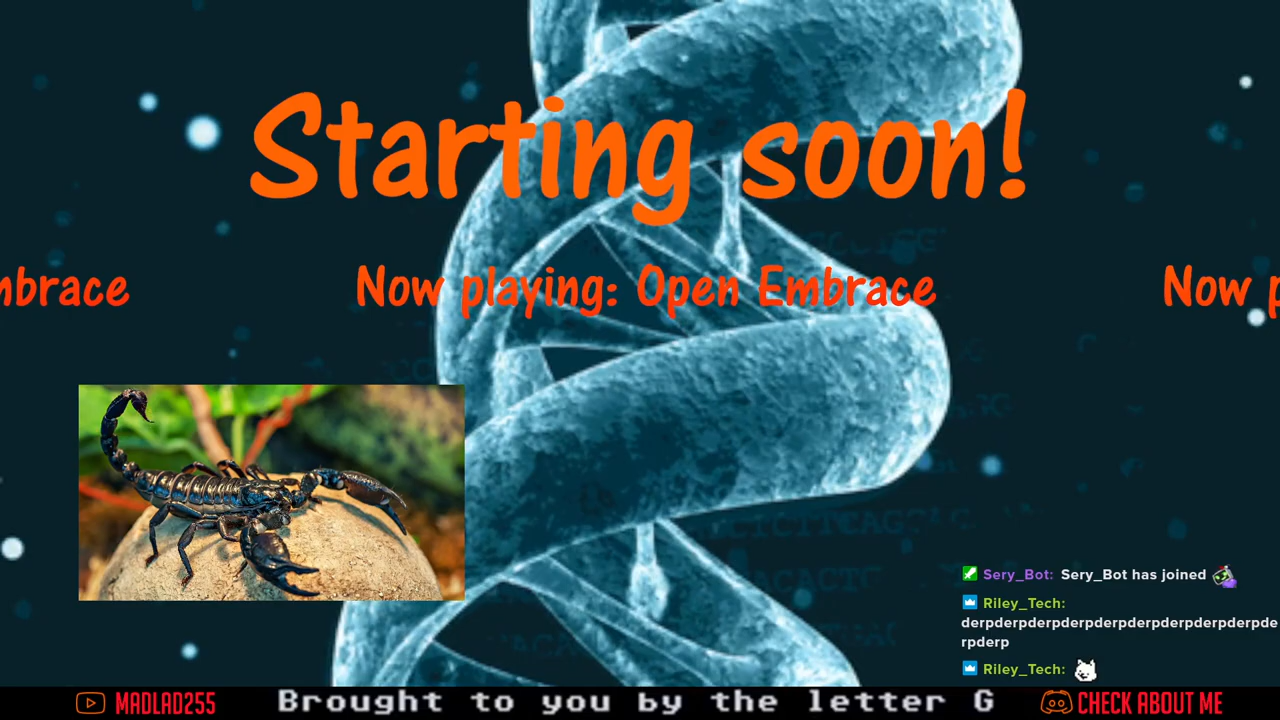 Starting soon!
mbrace Now playing: Open Embrace Now p
Sery_Bot: Sery_Bot has joined
Riley_Tech:
derpderpderpderpderpderpderpderpderpde
rpderp
Riley_Tech:
MADLAD255 Brought to you by the letter G CHECK ABOUT ME